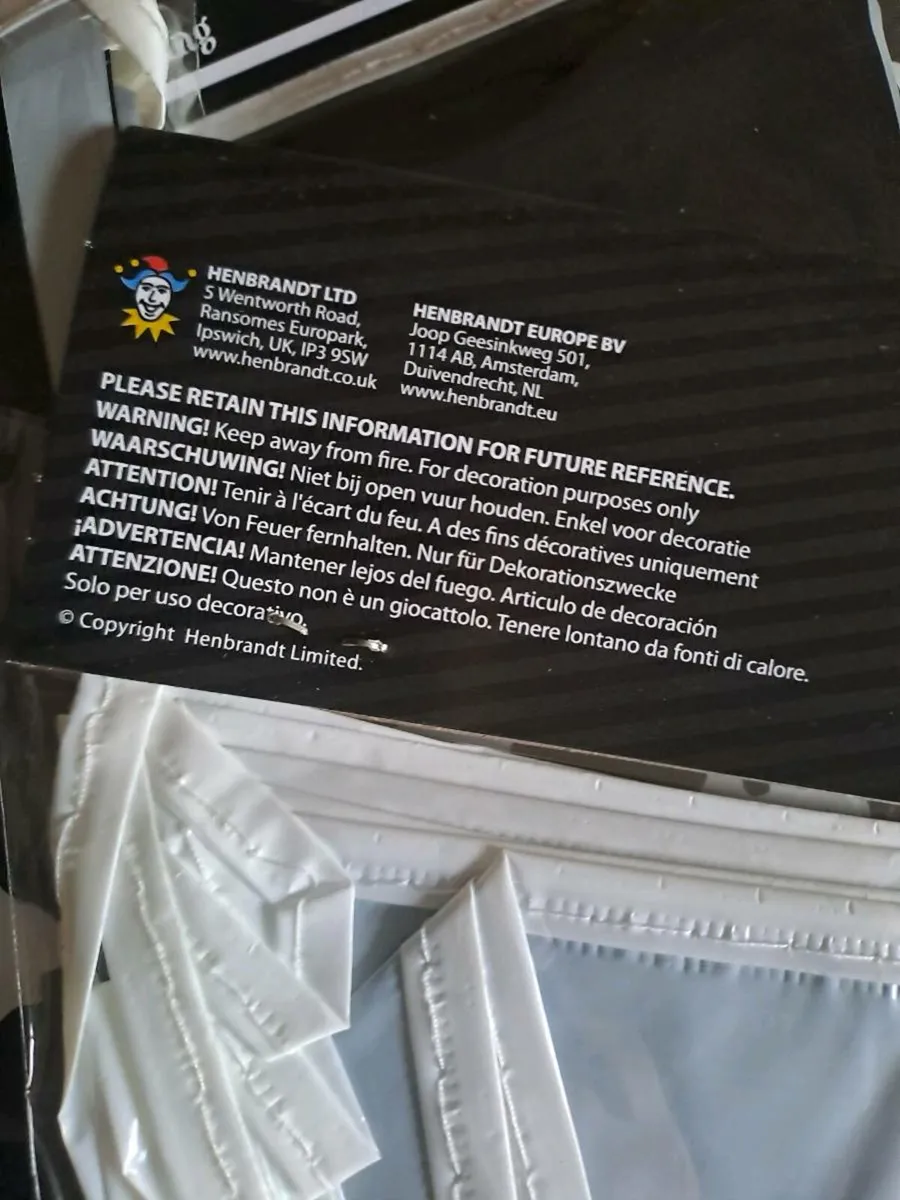 ng
HENBRANDT LTD
5 Wentworth Road,
Ransomes Europark,
Ipswich, UK, IP3 9SW
www.henbrandt.co.uk
HENBRANDT EUROPE BV
Joop Geesinkweg 501,
1114 AB, Amsterdam,
Duivendrecht, NL
www.henbrandt.eu
PLEASE RETAIN THIS INFORMATION FOR FUTURE REFERENCE.
WARNING! Keep away from fire. For decoration purposes only
WAARSCHUWING! Niet bij open vuur houden. Enkel voor decoratie
ATTENTION! Tenir à l'écart du feu. A des fins décoratives uniquement
ACHTUNG! Von Feuer fernhalten. Nur für Dekorationszwecke
¡ADVERTENCIA! Mantener lejos del fuego. Articulo de decoración
ATTENZIONE! Questo non è un giocattolo. Tenere lontano da fonti di calore.
Solo per uso decorativo.
© Copyright Henbrandt Limited.